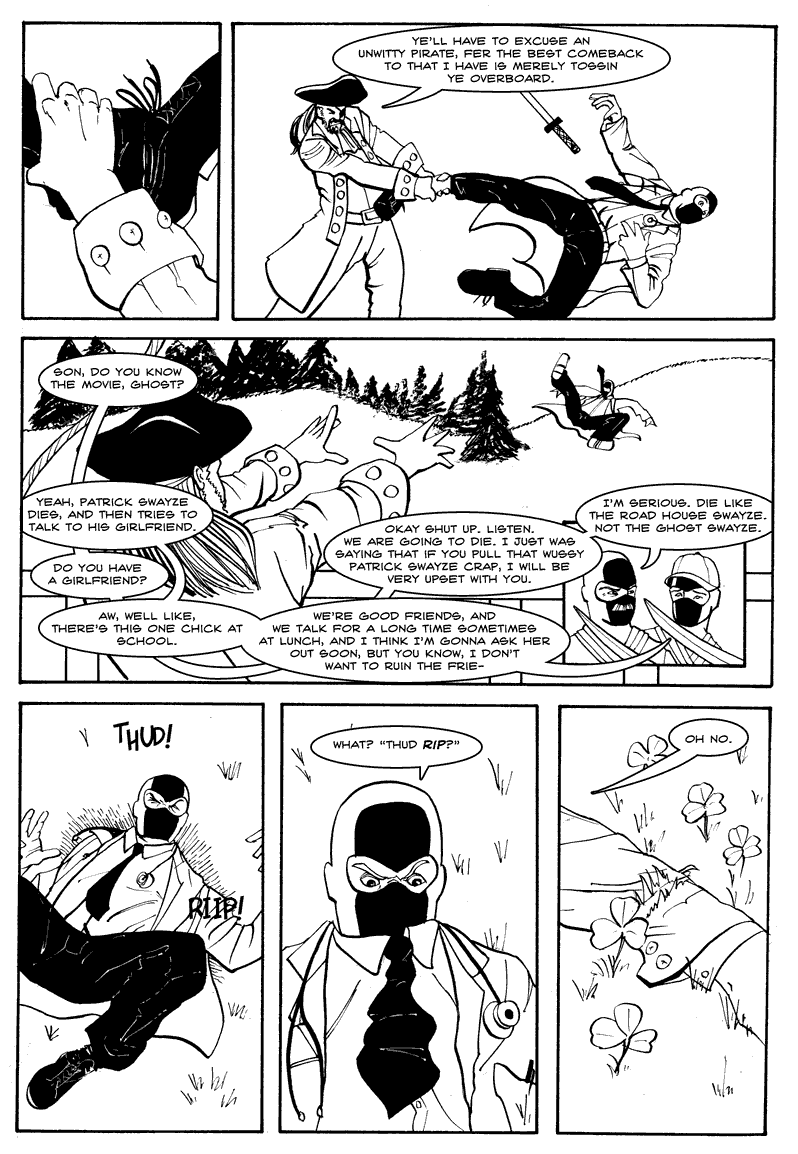 YE'LL HAVE TO EXCUSE AN
UNWITTY PIRATE, FER THE BEST COMEBACK
TO THAT I HAVE IS MERELY TOSSIN
YE OVERBOARD.
SON, DO YOU KNOW
THE MOVIE, GHOST?
YEAH, PATRICK SWAYZE
DIES, AND THEN TRIES TO
TALK TO HIS GIRLFRIEND.
DO YOU HAVE
A GIRLFRIEND?
AW, WELL LIKE,
THERE'S THIS ONE CHICK AT
SCHOOL.
WE'RE GOOD FRIENDS, AND
WE TALK FOR A LONG TIME SOMETIMES
AT LUNCH, AND I THINK I'M GONNA ASK HER
OUT SOON, BUT YOU KNOW, I DON'T
WANT TO RUIN THE FRIE-
OKAY SHUT UP. LISTEN.
WE ARE GOING TO DIE. I JUST WAS
SAYING THAT IF YOU PULL THAT WUSSY
PATRICK SWAYZE CRAP, I WILL BE
VERY UPSET WITH YOU.
I'M SERIOUS. DIE LIKE
THE ROAD HOUSE SWAYZE.
NOT THE GHOST SWAYZE.
THUD!
RIIP!
WHAT? "THUD RIP?"
OH NO.